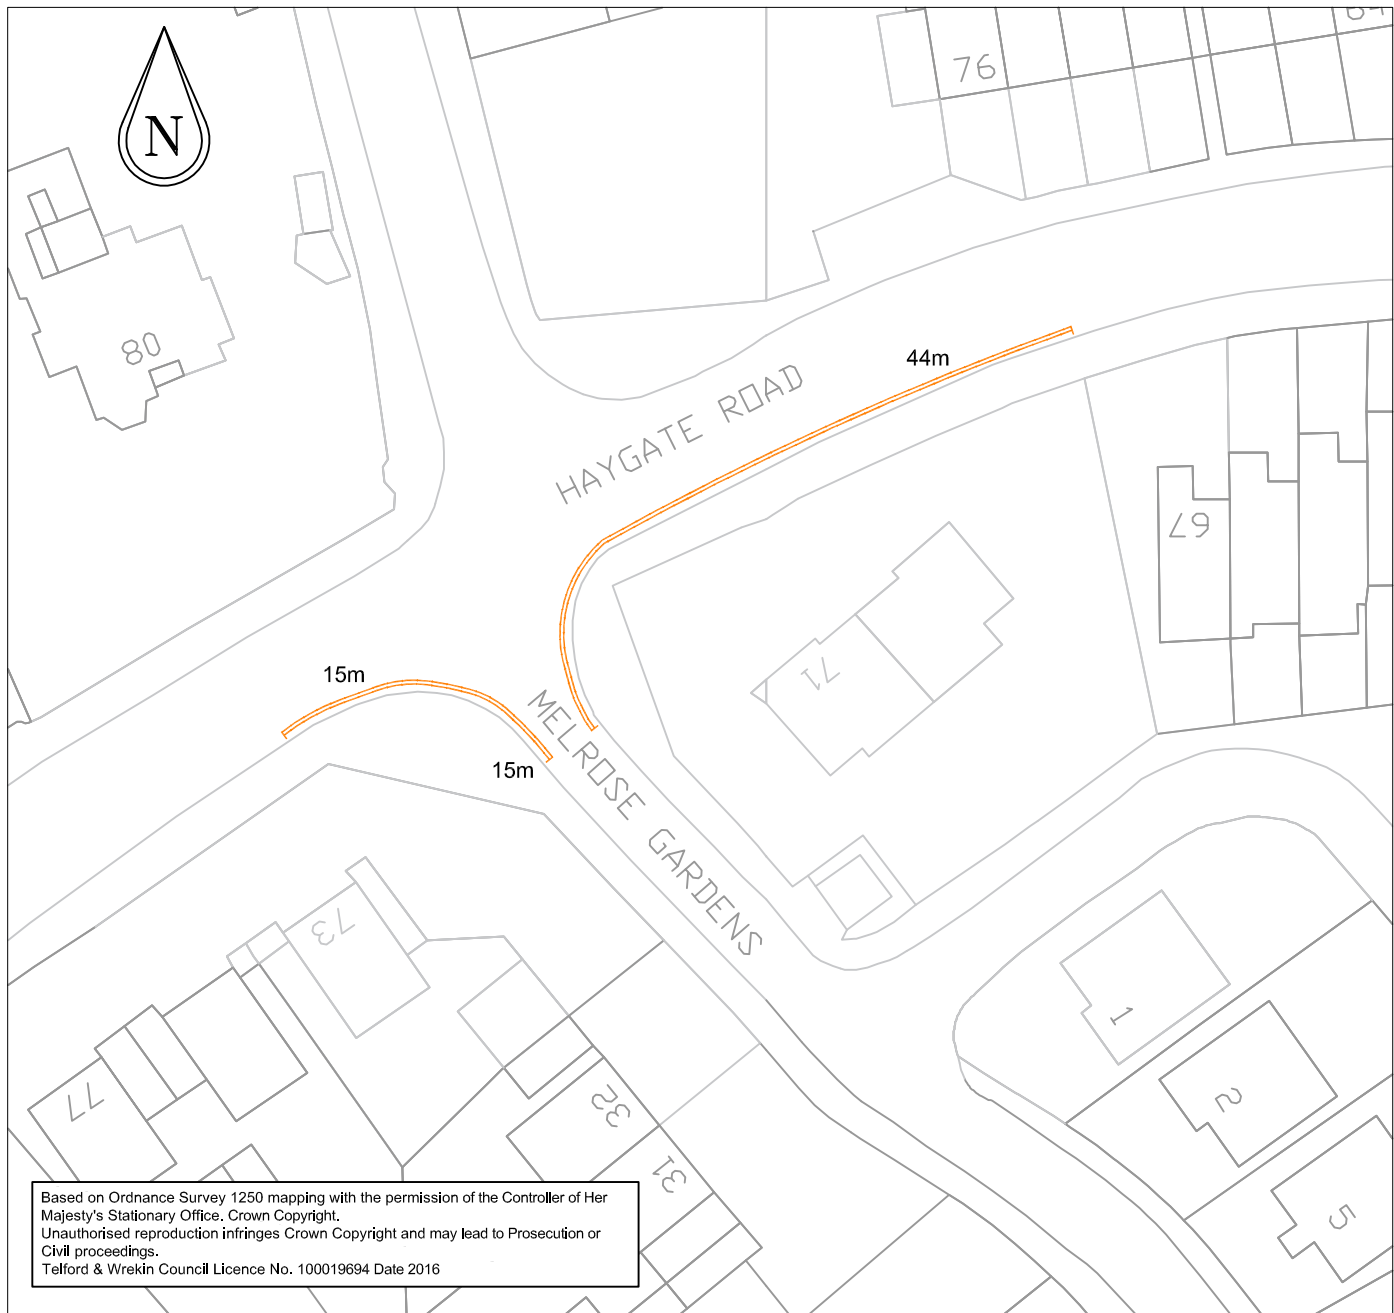 N
76
80
44m
HAYGATE ROAD
67
71
15m
15m
MELROSE GARDENS
73
1
77
32
2
31
5
Based on Ordnance Survey 1250 mapping with the permission of the Controller of Her
Majesty's Stationary Office. Crown Copyright.
Unauthorised reproduction infringes Crown Copyright and may lead to Prosecution or
Civil proceedings.
Telford & Wrekin Council Licence No. 100019694 Date 2016